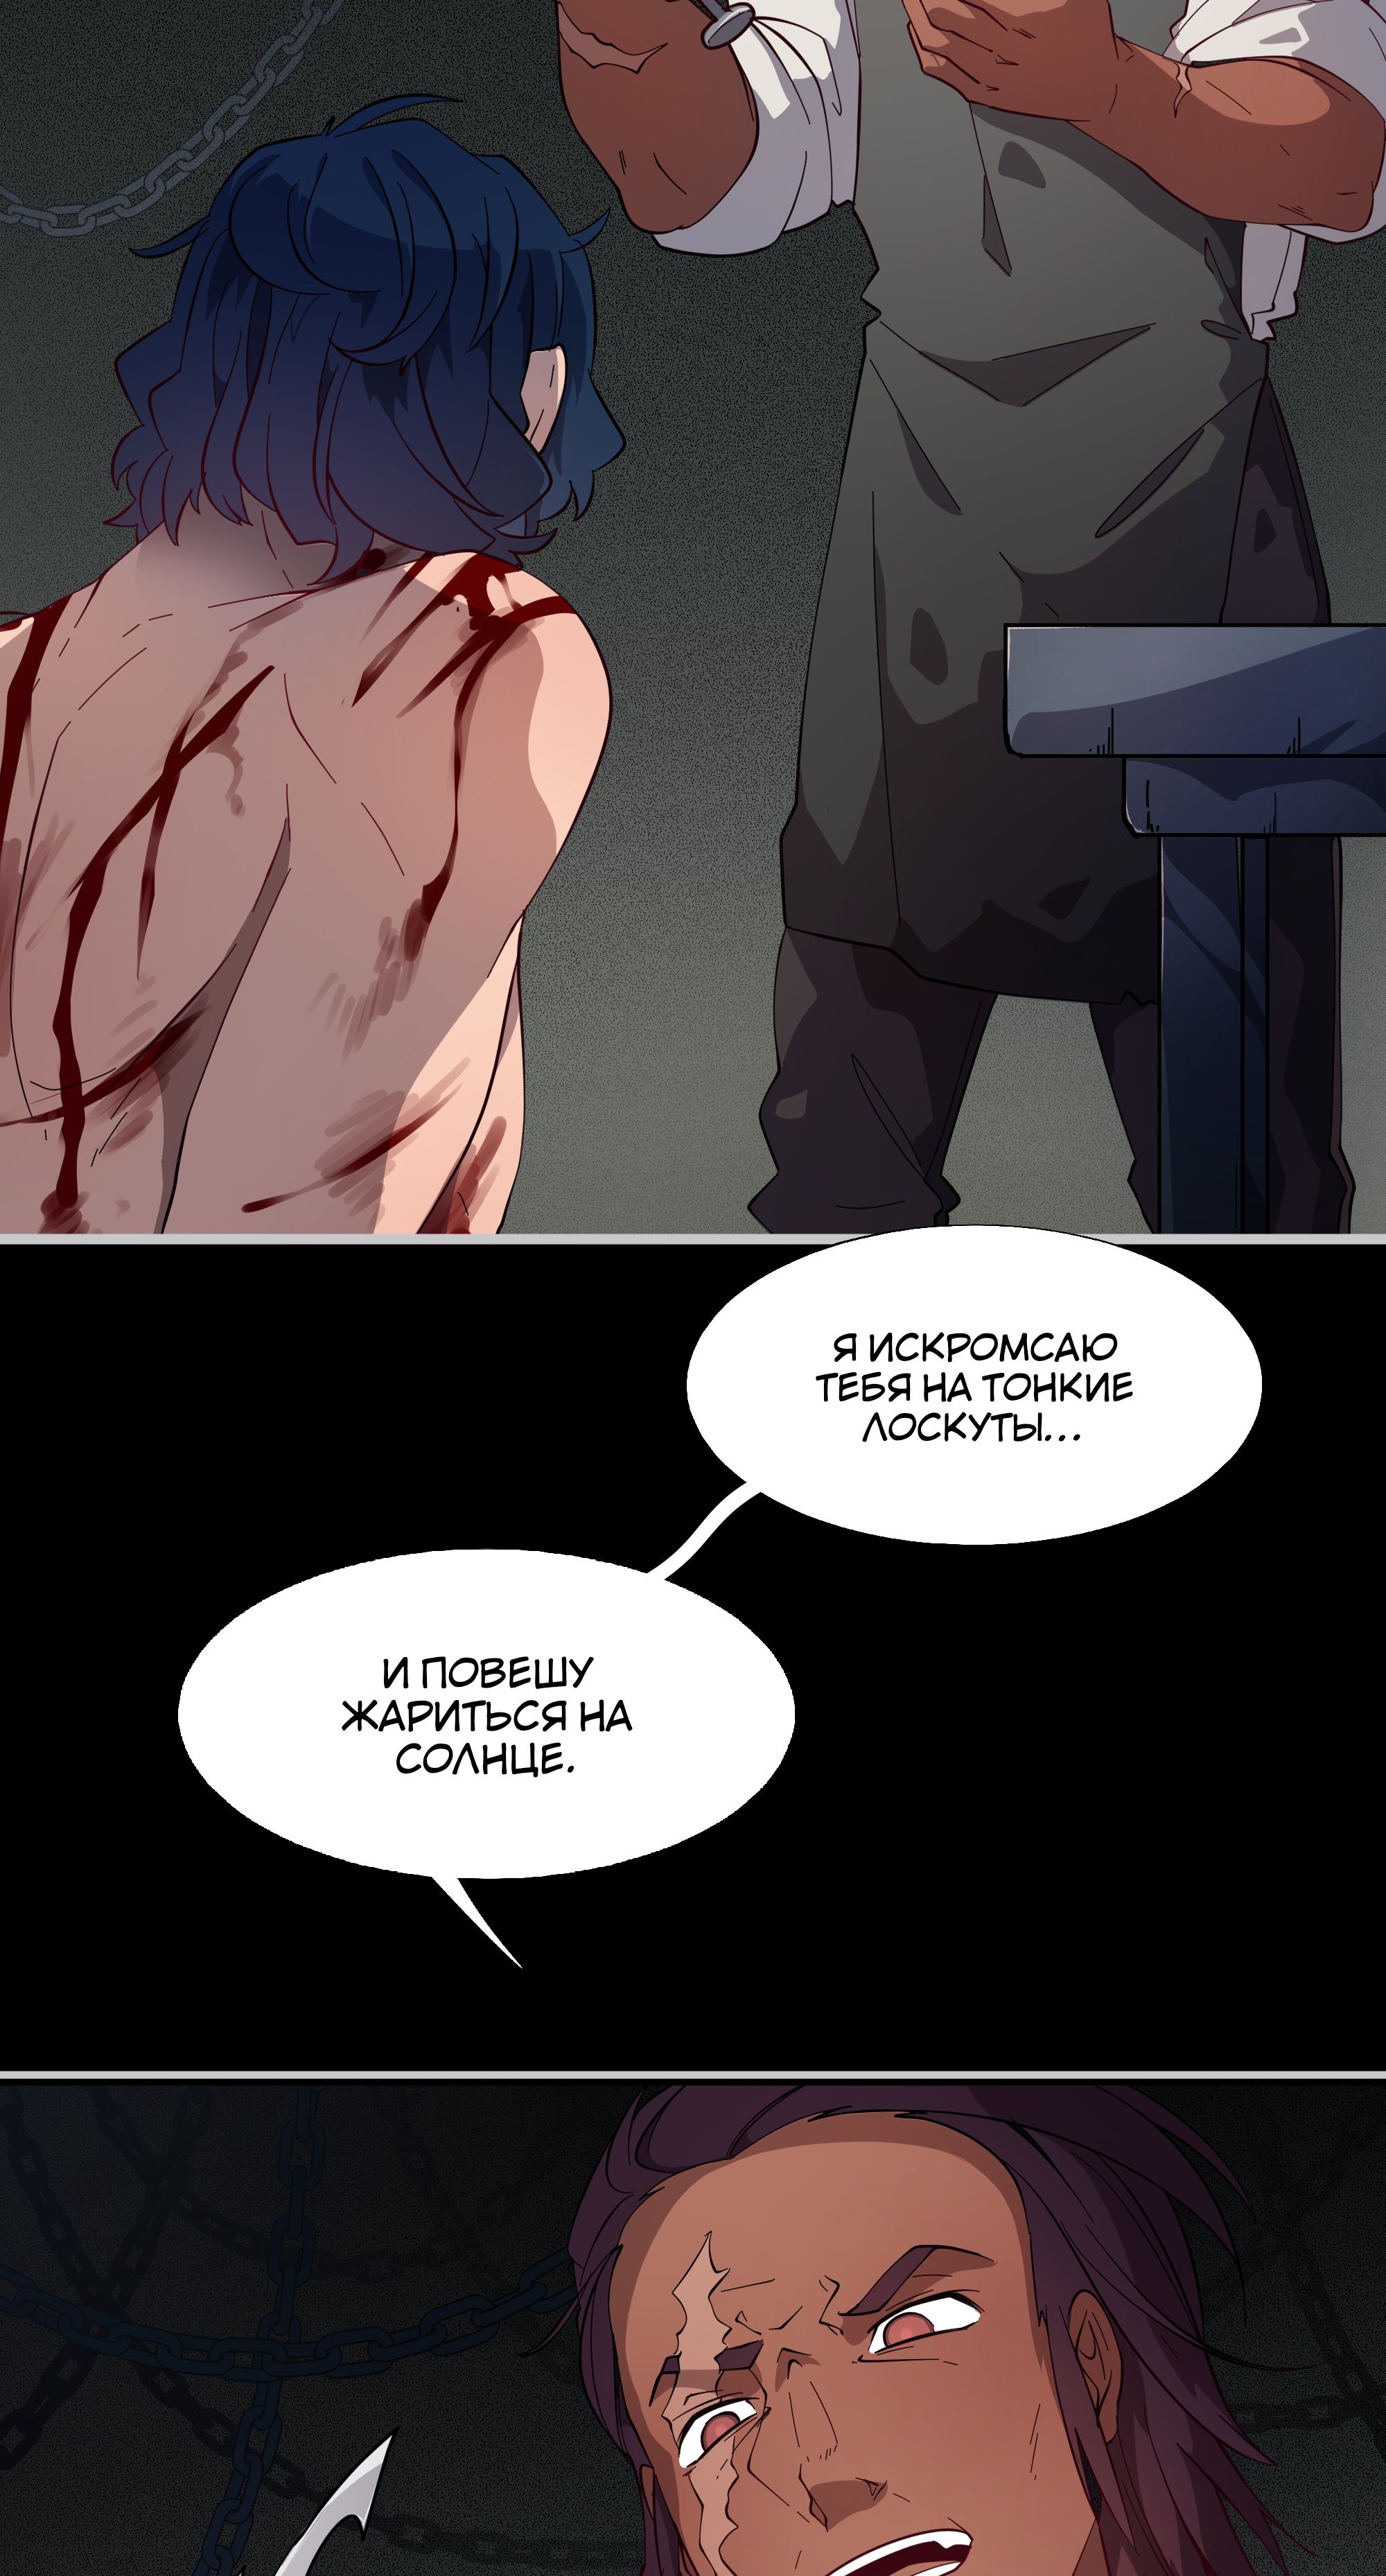 Я ИСКРОМСАЮ
ТЕБЯ НА ТОНКИЕ
ЛОСКУТЫ...
И ПОВЕШУ
ЖАРИТЬСЯ НА
СОЛНЦЕ.